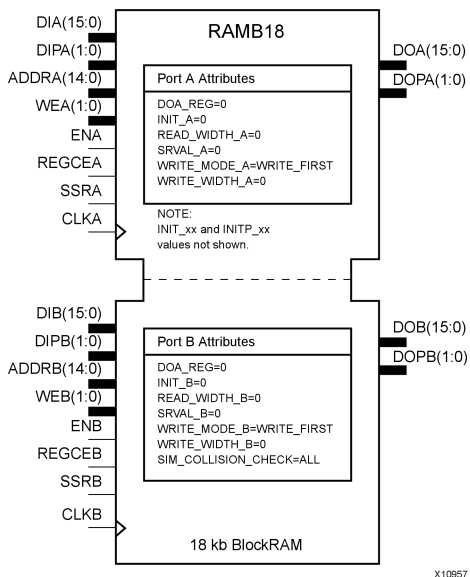 RAMB18
DIA(15:0)
DIPA(1:0)
ADDRA(14:0)
WEA(1:0)
ENA
REGCEA
SSRA
CLKA
Port A Attributes
DOA_REG=0
INIT_A=0
READ_WIDTH_A=0
SRVAL_A=0
WRITE_MODE_A=WRITE_FIRST
WRITE_WIDTH_A=0
NOTE:
INIT_xx and INITP_xx
values not shown.
DOA(15:0)
DOPA(1:0)
DIB(15:0)
DIPB(1:0)
ADDRB(14:0)
WEB(1:0)
ENB
REGCEB
SSRB
CLKB
Port B Attributes
DOA_REG=0
INIT_B=0
READ_WIDTH_B=0
SRVAL_B=0
WRITE_MODE_B=WRITE_FIRST
WRITE_WIDTH_B=0
SIM_COLLISION_CHECK=ALL
DOB(15:0)
DOPB(1:0)
18 kb BlockRAM
X10957